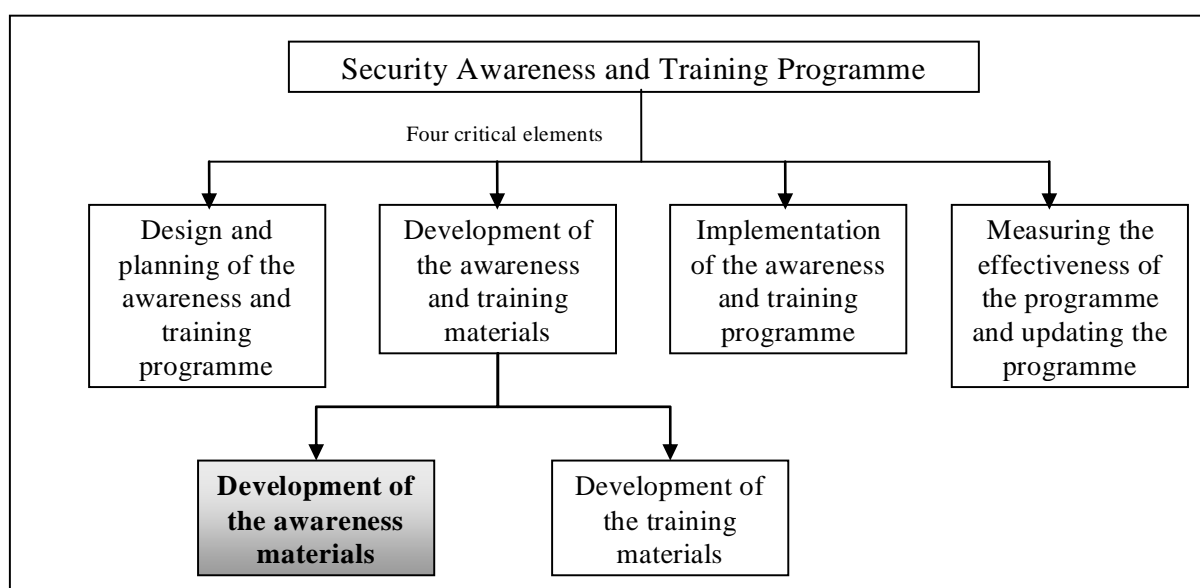 Security Awareness and Training Programme
Four critical elements
Design and
planning of the
awareness and
training
programme
Development of
the awareness
and training
materials
Implementation
of the awareness
and training
programme
Measuring the
effectiveness of
the programme
and updating the
programme
Development of
the awareness
materials
Development of
the training
materials